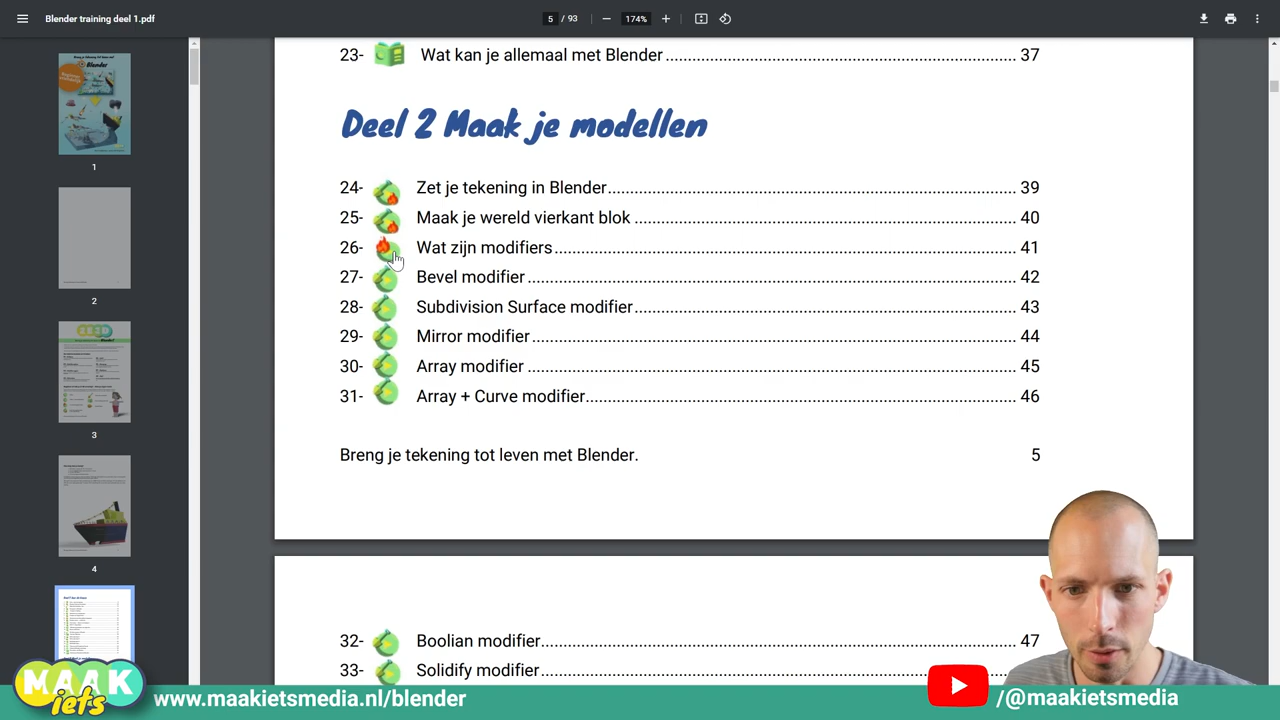 Blender training deel 1.pdf
5 / 93
174%
23- Wat kan je allemaal met Blender 37
Deel 2 Maak je modellen
24- Zet je tekening in Blender 39
25- Maak je wereld vierkant blok 40
26- Wat zijn modifiers 41
27- Bevel modifier 42
28- Subdivision Surface modifier 43
29- Mirror modifier 44
30- Array modifier 45
31- Array + Curve modifier 46
Breng je tekening tot leven met Blender. 5
32- Boolian modifier 47
33- Solidify modifier
1
2
3
4
MAAK
iets
www.maakietsmedia.nl/blender
/@maakietsmedia